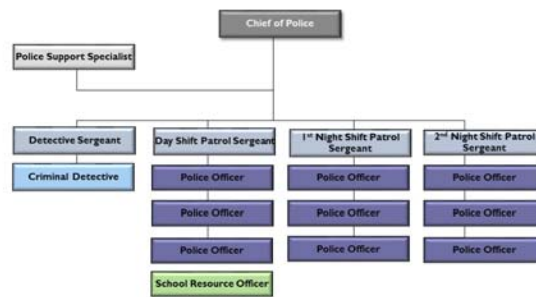 Chief of Police
Police Support Specialist
Detective Sergeant
Day Shift Patrol Sergeant
1st Night Shift Patrol
Sergeant
2nd Night Shift Patrol
Sergeant
Criminal Detective
Police Officer
Police Officer
Police Officer
Police Officer
Police Officer
Police Officer
Police Officer
Police Officer
Police Officer
School Resource Officer